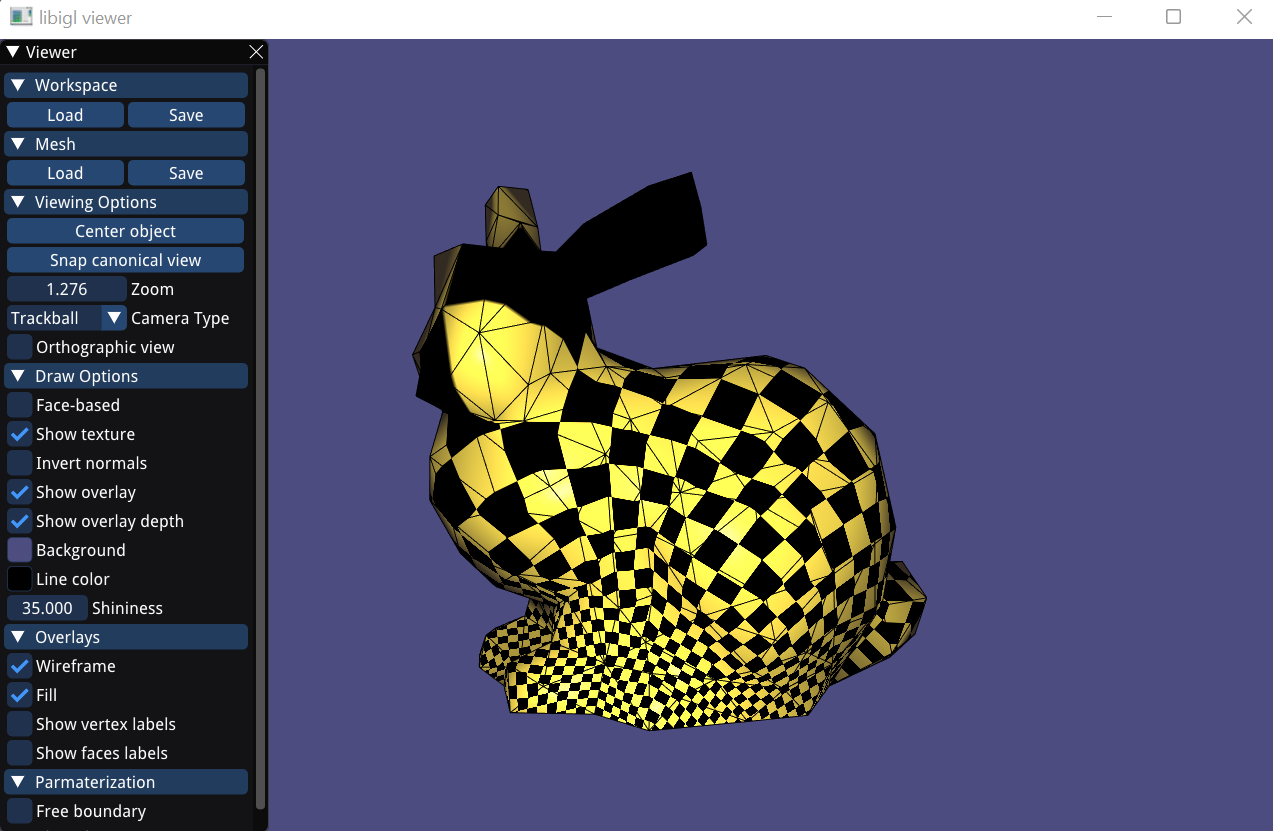 libigl viewer
Viewer
Workspace
Load Save
Mesh
Load Save
Viewing Options
Center object
Snap canonical view
1.276 Zoom
Trackball Camera Type
Orthographic view
Draw Options
Face-based
Show texture
Invert normals
Show overlay
Show overlay depth
Background
Line color
35.000 Shininess
Overlays
Wireframe
Fill
Show vertex labels
Show faces labels
Parmaterization
Free boundary